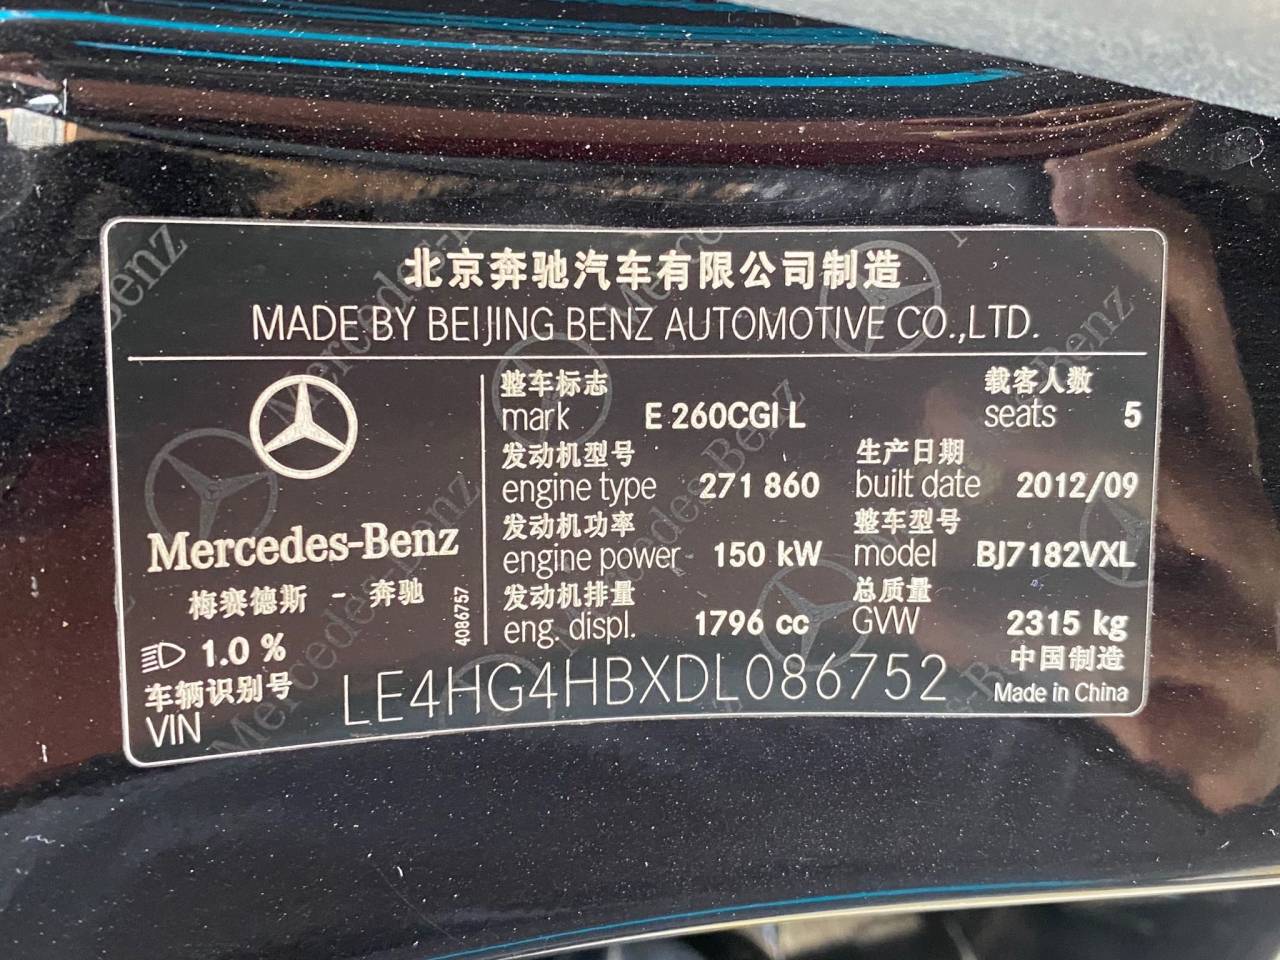 北京奔驰汽车有限公司制造
MADE BY BEIJING BENZ AUTOMOTIVE CO.,LTD.
整车标志
mark E 260CGI L
载客人数
seats 5
发动机型号
engine type 271 860
生产日期
built date 2012/09
发动机功率
engine power 150 kW
整车型号
model BJ7182VXL
发动机排量
eng. displ. 1796 cc
总质量
GVW 2315 kg
Mercedes-Benz
梅赛德斯 - 奔驰
4086757
1.0 %
车辆识别号
VIN LE4HG4HBXDL086752
中国制造
Made in China